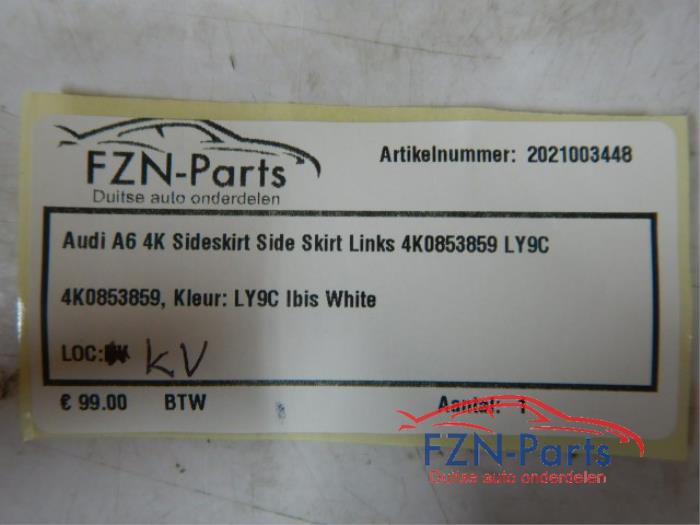 FZN-Parts
Duitse auto onderdelen
Artikelnummer: 2021003448
Audi A6 4K Sideskirt Side Skirt Links 4K0853859 LY9C
4K0853859, Kleur: LY9C Ibis White
LOC: KV
€ 99.00 BTW
Aantal: 1
FZN-Parts
Duitse auto onderdelen